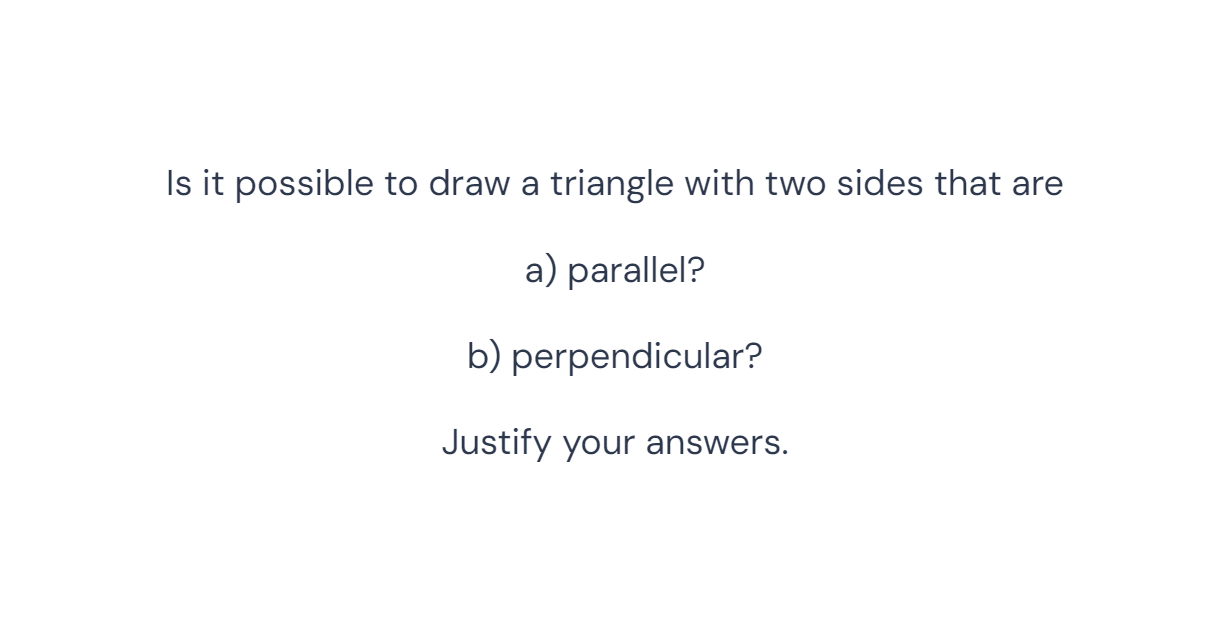 Is it possible to draw a triangle with two sides that are
a) parallel?
b) perpendicular?
Justify your answers.